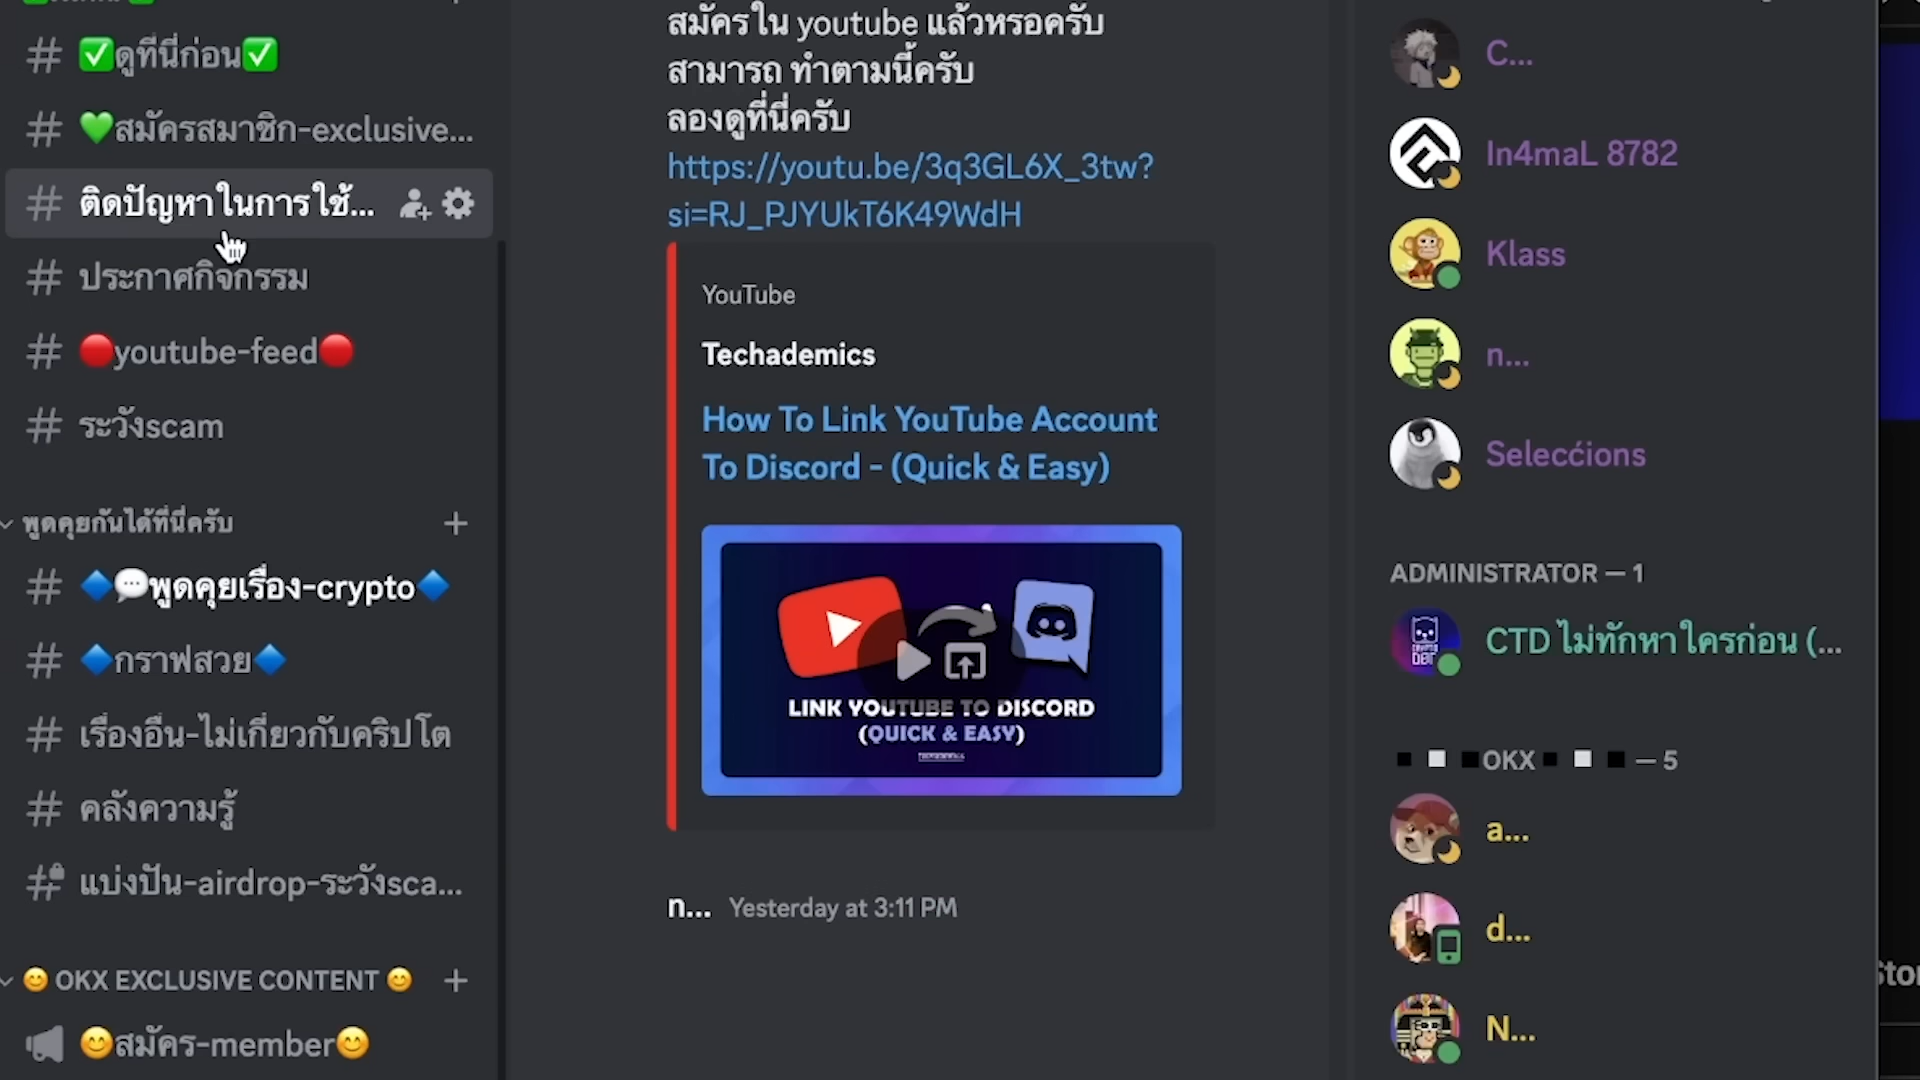 ✅ดูที่นี่ก่อน✅
💚สมัครสมาชิก-exclusive...
ติดปัญหาในการใช้...
ประกาศกิจกรรม
🔴youtube-feed🔴
ระวังscam
พูดคุยกันได้ที่นี่ครับ
🔷💬พูดคุยเรื่อง-crypto🔷
🔷กราฟสวย🔷
เรื่องอื่น-ไม่เกี่ยวกับคริปโต
คลังความรู้
แบ่งปัน-airdrop-ระวังsca...
😊 OKX EXCLUSIVE CONTENT 😊
😊สมัคร-member😊
สมัครใน youtube แล้วหรอครับ
สามารถ ทำตามนี้ครับ
ลองดูที่นี่ครับ
https://youtu.be/3q3GL6X_3tw?
si=RJ_PJYUkT6K49WdH
YouTube
Techademics
How To Link YouTube Account
To Discord - (Quick & Easy)
LINK YOUTUBE TO DISCORD
(QUICK & EASY)
n... Yesterday at 3:11 PM
C...
In4maL 8782
Klass
n...
Selecćions
ADMINISTRATOR — 1
CTD ไม่ทักหาใครก่อน (...
OKX — 5
a...
d...
N...